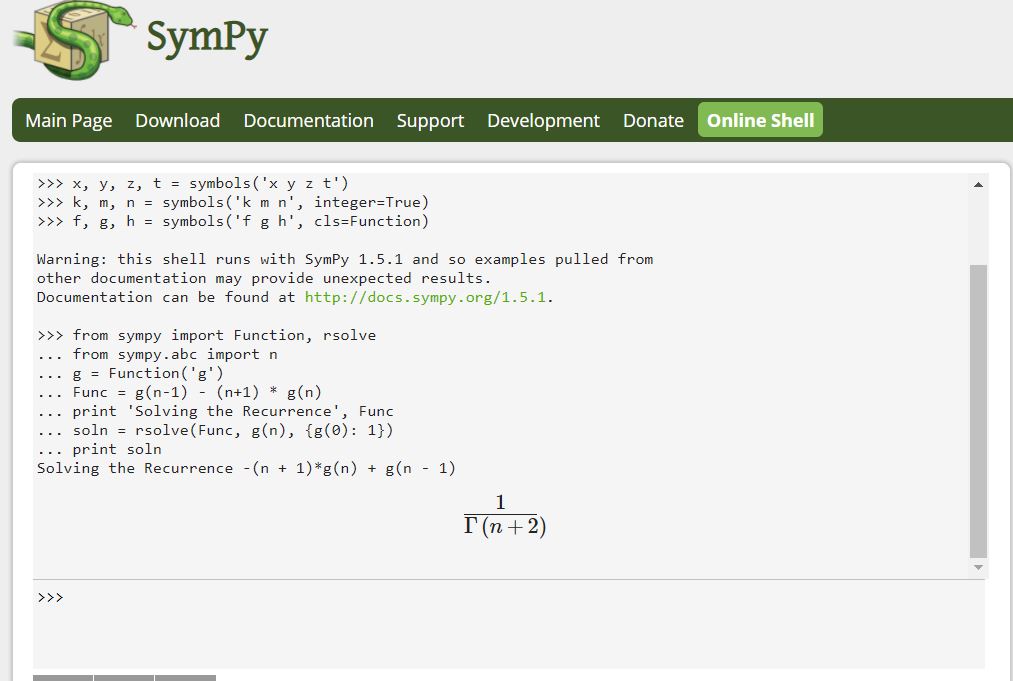 SymPy
Main Page Download Documentation Support Development Donate Online Shell
>>> x, y, z, t = symbols('x y z t')
>>> k, m, n = symbols('k m n', integer=True)
>>> f, g, h = symbols('f g h', cls=Function)
Warning: this shell runs with SymPy 1.5.1 and so examples pulled from
other documentation may provide unexpected results.
Documentation can be found at http://docs.sympy.org/1.5.1.
>>> from sympy import Function, rsolve
... from sympy.abc import n
... g = Function('g')
... Func = g(n-1) - (n+1) * g(n)
... print 'Solving the Recurrence', Func
... soln = rsolve(Func, g(n), {g(0): 1})
... print soln
Solving the Recurrence -(n + 1)*g(n) + g(n - 1)
1
Γ (n + 2)
>>>